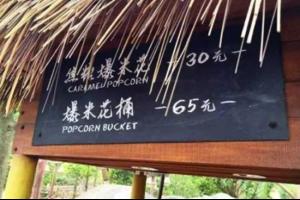 焦糖爆米花 - 30元 -
CARAMEL POPCORN
爆米花桶 - 65元 -
POPCORN BUCKET